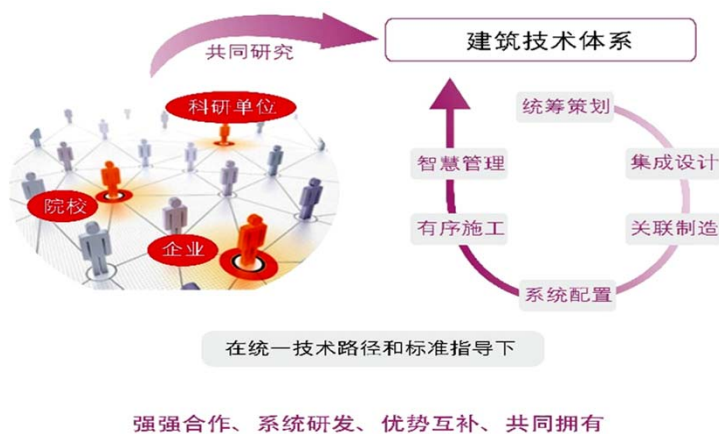 共同研究
建筑技术体系
科研单位
院校
企业
统筹策划
集成设计
关联制造
系统配置
有序施工
智慧管理
在统一技术路径和标准指导下
强强合作、系统研发、优势互补、共同拥有